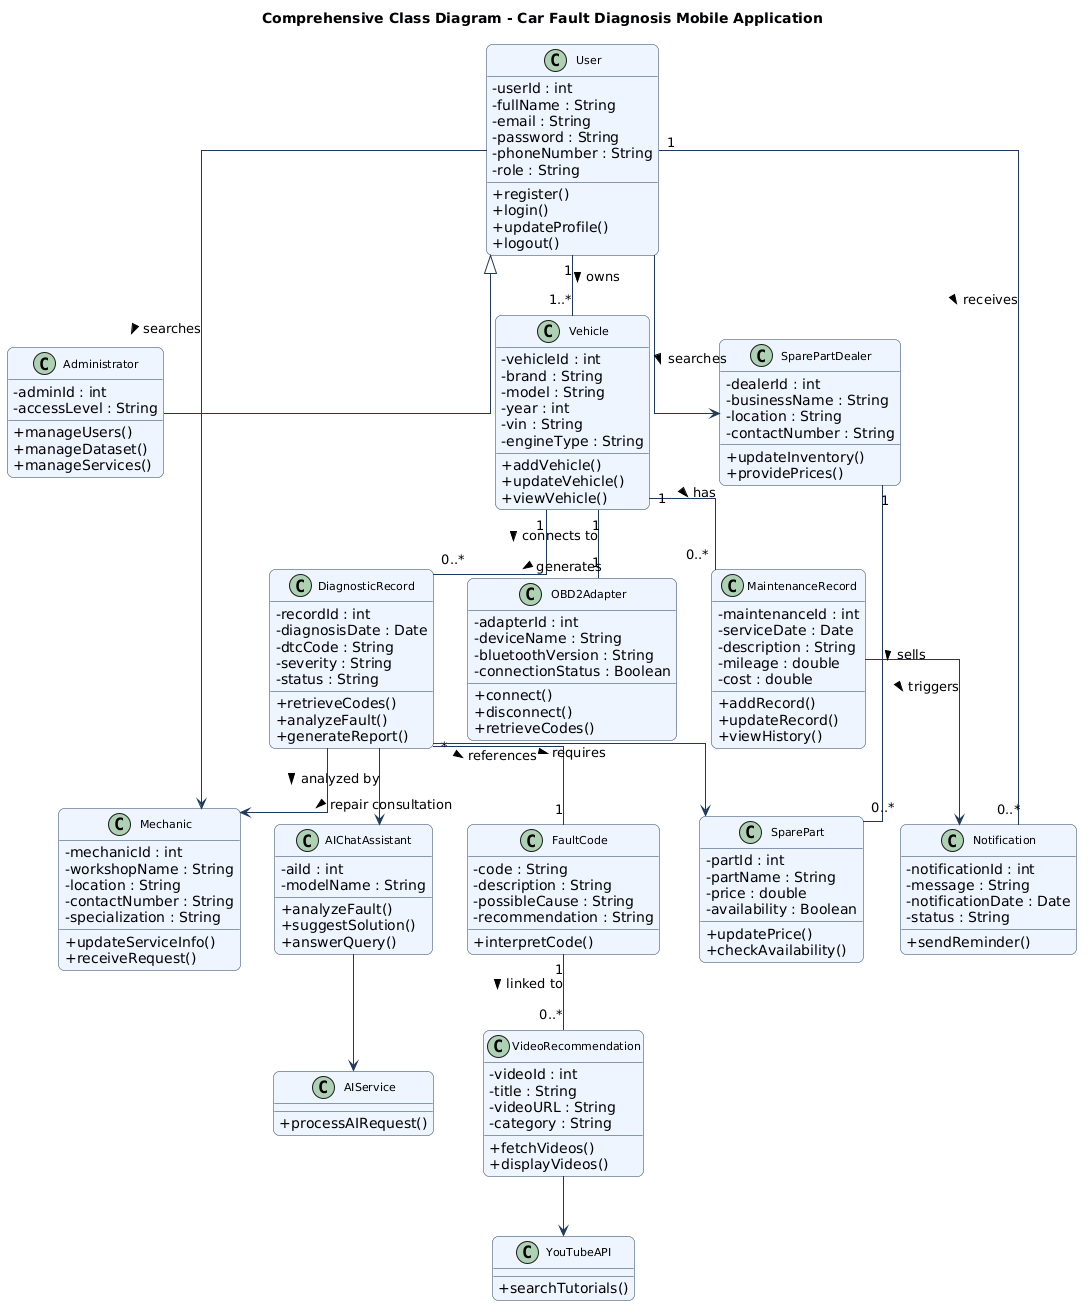 Comprehensive Class Diagram - Car Fault Diagnosis Mobile Application
C User
-userId : int
-fullName : String
-email : String
-password : String
-phoneNumber : String
-role : String
+register()
+login()
+updateProfile()
+logout()
1
1
owns
1..*
searches
receives
searches
C Administrator
-adminId : int
-accessLevel : String
+manageUsers()
+manageDataset()
+manageServices()
C Vehicle
-vehicleId : int
-brand : String
-model : String
-year : int
-vin : String
-engineType : String
+addVehicle()
+updateVehicle()
+viewVehicle()
C SparePartDealer
-dealerId : int
-businessName : String
-location : String
-contactNumber : String
+updateInventory()
+providePrices()
1
has
1
1
1
connects to
0..*
generates
1
0..*
C DiagnosticRecord
-recordId : int
-diagnosisDate : Date
-dtcCode : String
-severity : String
-status : String
+retrieveCodes()
+analyzeFault()
+generateReport()
C OBD2Adapter
-adapterId : int
-deviceName : String
-bluetoothVersion : String
-connectionStatus : Boolean
+connect()
+disconnect()
+retrieveCodes()
C MaintenanceRecord
-maintenanceId : int
-serviceDate : Date
-description : String
-mileage : double
-cost : double
+addRecord()
+updateRecord()
+viewHistory()
sells
triggers
*
references
requires
analyzed by
repair consultation
1
0..*
0..*
C Mechanic
-mechanicId : int
-workshopName : String
-location : String
-contactNumber : String
-specialization : String
+updateServiceInfo()
+receiveRequest()
C AIChatAssistant
-aiId : int
-modelName : String
+analyzeFault()
+suggestSolution()
+answerQuery()
C FaultCode
-code : String
-description : String
-possibleCause : String
-recommendation : String
+interpretCode()
C SparePart
-partId : int
-partName : String
-price : double
-availability : Boolean
+updatePrice()
+checkAvailability()
C Notification
-notificationId : int
-message : String
-notificationDate : Date
-status : String
+sendReminder()
1
linked to
0..*
C AIService
+processAIRequest()
C VideoRecommendation
-videoId : int
-title : String
-videoURL : String
-category : String
+fetchVideos()
+displayVideos()
C YouTubeAPI
+searchTutorials()